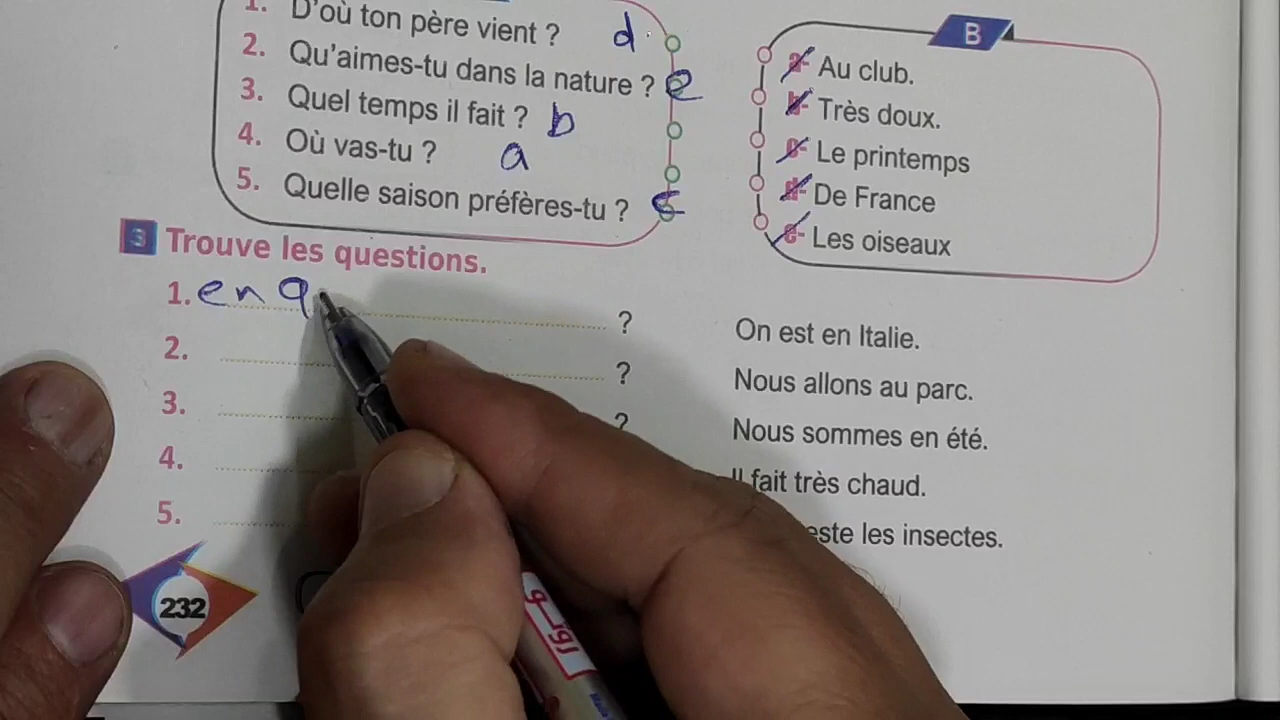 1. D'où ton père vient ? d
2. Qu'aimes-tu dans la nature ? e
3. Quel temps il fait ? b
4. Où vas-tu ? a
5. Quelle saison préfères-tu ? c
B
a- Au club.
b- Très doux.
c- Le printemps
d- De France
e- Les oiseaux
3 Trouve les questions.
1. en q ? On est en Italie.
2. ? Nous allons au parc.
3. ? Nous sommes en été.
4. Il fait très chaud.
5. les insectes.
232
روتو